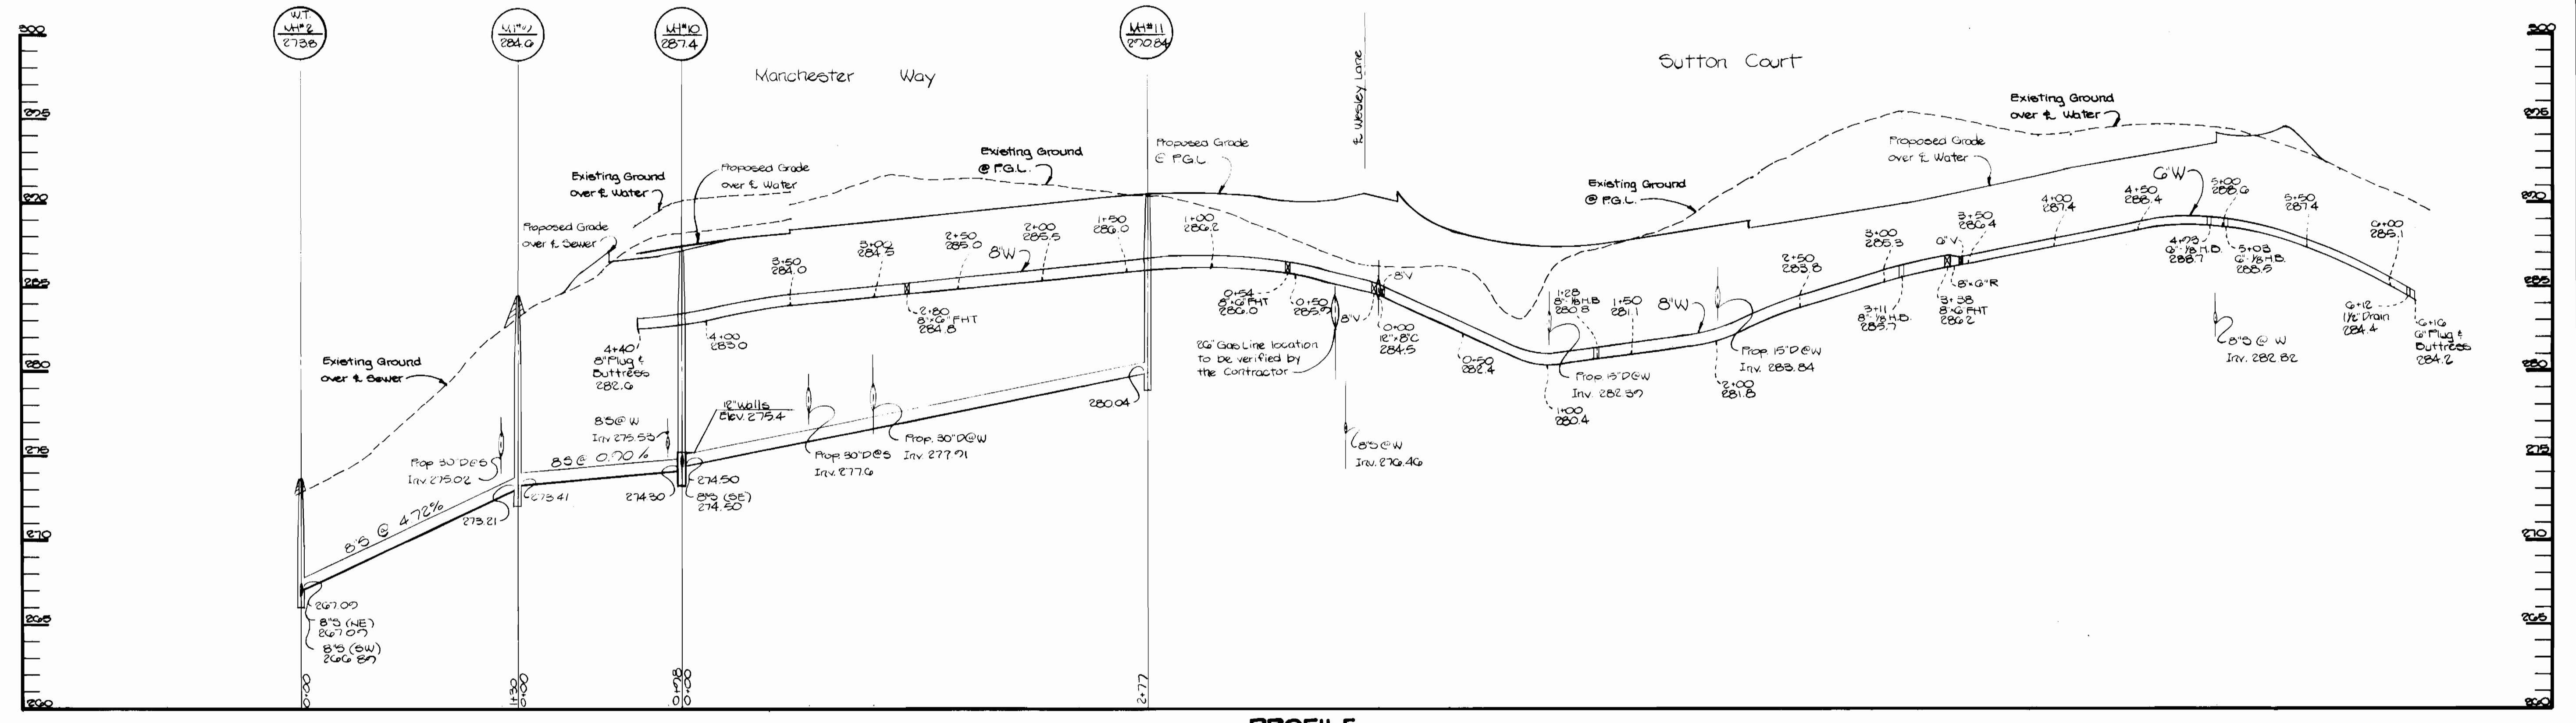 W.T.
MH#2
273.8
MH#9
284.6
MH#10
287.4
MH#11
290.84
300
295
290
285
280
275
270
265
260
Manchester Way
Sutton Court
℄ Wesley Lane
Existing Ground
over ℄ Sewer
Proposed Grade
over ℄ Sewer
Existing Ground
over ℄ Water
Proposed Grade
over ℄ Water
Existing Ground
@ P.G.L.
Proposed Grade
@ P.G.L
Existing Ground
@ P.G.L.
Existing Ground
over ℄ Water
Proposed Grade
over ℄ Water
4+40
8" Plug &
Buttress
282.6
4+00
283.0
3+50
284.0
3+00
284.5
2+80
8"x6" FHT
284.8
2+50
285.0
8"W
2+00
285.5
1+50
286.0
1+00
286.2
0+54
8"x6" FHT
286.0
0+50
285.9
8"V
8"V
0+00
12"x8"C
284.5
26" Gas Line location
to be verified by
the Contractor
0+50
282.4
1+00
280.4
1+28
8"-1/8 H.B
280.8
1+50
281.1
8"W
Prop. 15"D@W
Inv. 282.39
2+00
281.8
Prop. 15"D@W
Inv. 283.84
2+50
283.8
3+00
285.3
3+11
8"-1/8 H.B.
285.7
6"V
3+50
286.4
8"x6"R
3+38
8"x6 FHT
286.2
4+00
287.4
4+50
288.4
6"W
5+00
288.6
4+93
6"-1/8 H.B.
288.7
5+03
6"-1/8 H.B.
288.5
5+50
287.4
6+00
285.1
6+12
1 1/2" Drain
284.4
6+16
6" Plug &
Buttress
284.2
8"S @ W
Inv. 282.82
8"S@W
Inv. 276.46
8"S @ 4.72%
8S @ 0.90%
Prop. 30"D@S
Inv. 275.02
8"S@W
Inv 275.53
12" Walls
Elev. 275.4
Prop. 30"D@S
Inv. 277.6
Prop. 30"D@W
Inv 277.91
280.04
273.21
273.41
274.30
274.50
8"S (SE)
274.50
267.09
8"S (NE)
267.09
8"S (SW)
266.89
0+00
1+30
0+00
0+98
0+00
2+77
PROFILE